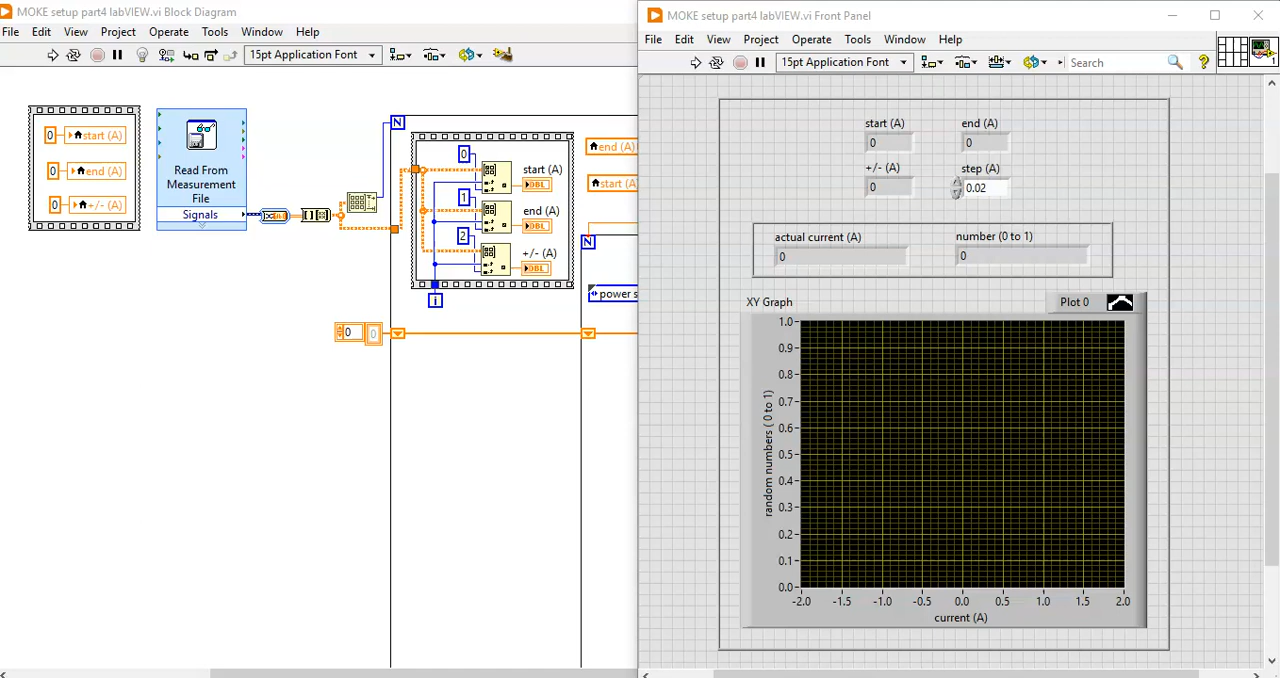 MOKE setup part4 labVIEW.vi Block Diagram
File Edit View Project Operate Tools Window Help
15pt Application Font
0 start (A)
0 end (A)
0 +/- (A)
Read From
Measurement
File
Signals
N
0
start (A)
DBL
1
end (A)
DBL
2
+/- (A)
DBL
i
end (A)
start (A)
N
power s
0 0
MOKE setup part4 labVIEW.vi Front Panel
File Edit View Project Operate Tools Window Help
15pt Application Font
Search
?
1
start (A) end (A)
0 0
+/- (A) step (A)
0 0.02
actual current (A) number (0 to 1)
0 0
XY Graph Plot 0
1.0
0.9
0.8
0.7
0.6
0.5
0.4
0.3
0.2
0.1
0.0
random numbers ( 0 to 1)
-2.0 -1.5 -1.0 -0.5 0.0 0.5 1.0 1.5 2.0
current (A)